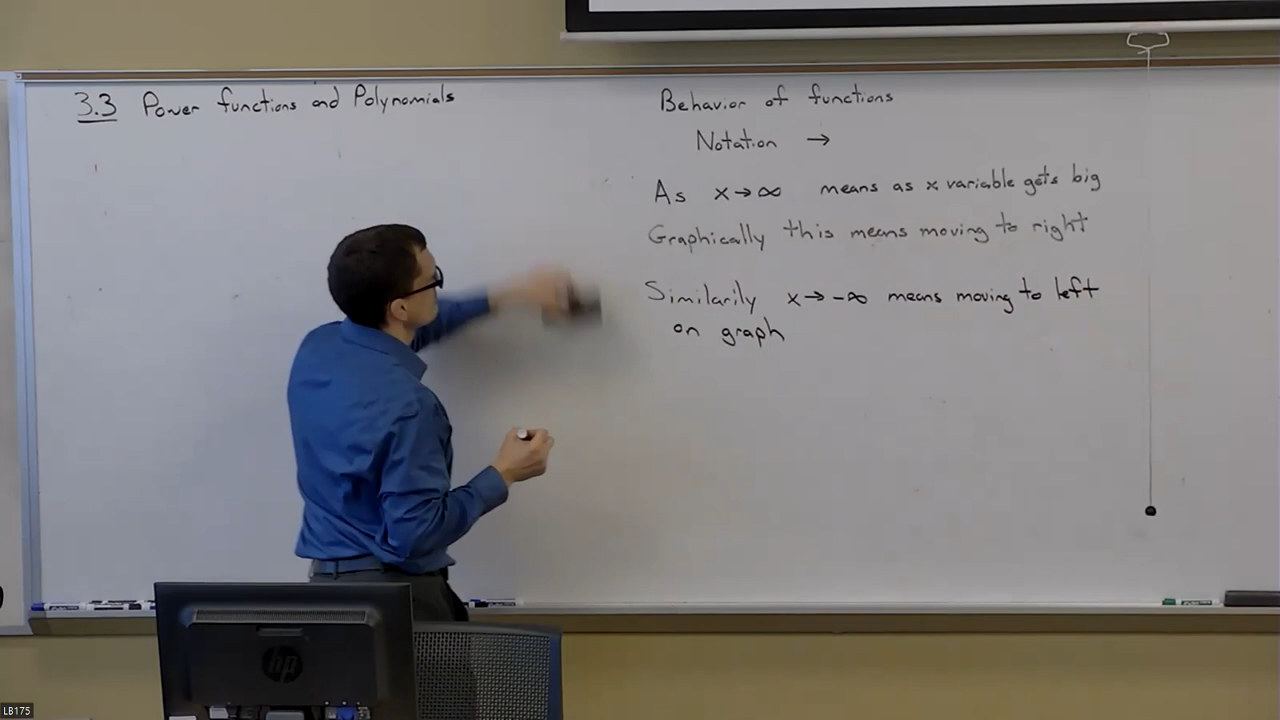 3.3 Power functions and Polynomials
Behavior of functions
Notation →
As x→∞ means as x variable gets big
Graphically this means moving to right
Similarily x→-∞ means moving to left
on graph
hp
LB175